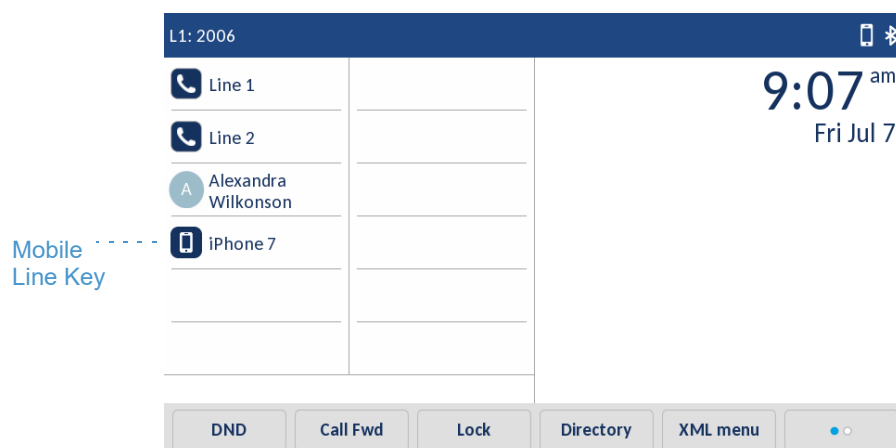 L1: 2006
Line 1
Line 2
A
Alexandra
Wilkonson
iPhone 7
Mobile
Line Key
9:07 am
Fri Jul 7
DND
Call Fwd
Lock
Directory
XML menu